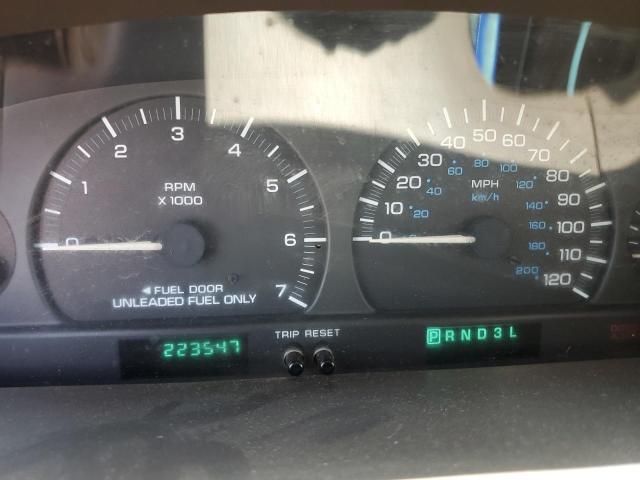 0 1 2 3 4 5 6 7
RPM
X 1000
◄ FUEL DOOR
UNLEADED FUEL ONLY
0 10 20 30 40 50 60 70 80 90 100 110 120
20 40 60 80 100 120 140 160 180 200
MPH
km/h
TRIP RESET
223547
P R N D 3 L